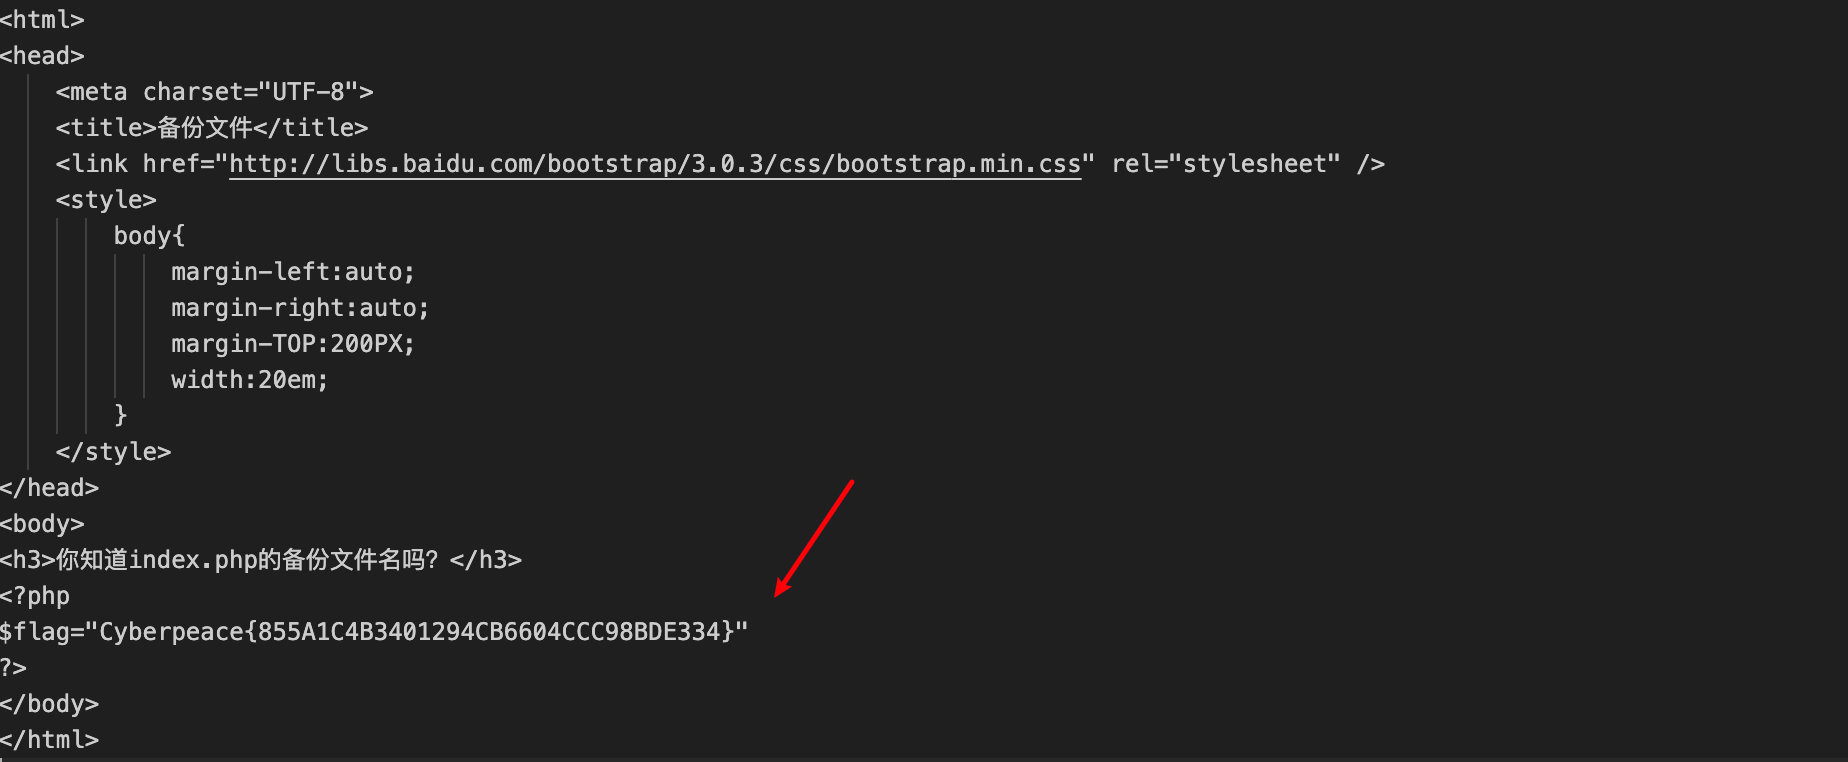 <html>
<head>
<meta charset="UTF-8">
<title>备份文件</title>
<link href="http://libs.baidu.com/bootstrap/3.0.3/css/bootstrap.min.css" rel="stylesheet" />
<style>
body{
margin-left:auto;
margin-right:auto;
margin-TOP:200PX;
width:20em;
}
</style>
</head>
<body>
<h3>你知道index.php的备份文件名吗？</h3>
<?php
$flag="Cyberpeace{855A1C4B3401294CB6604CCC98BDE334}"
?>
</body>
</html>